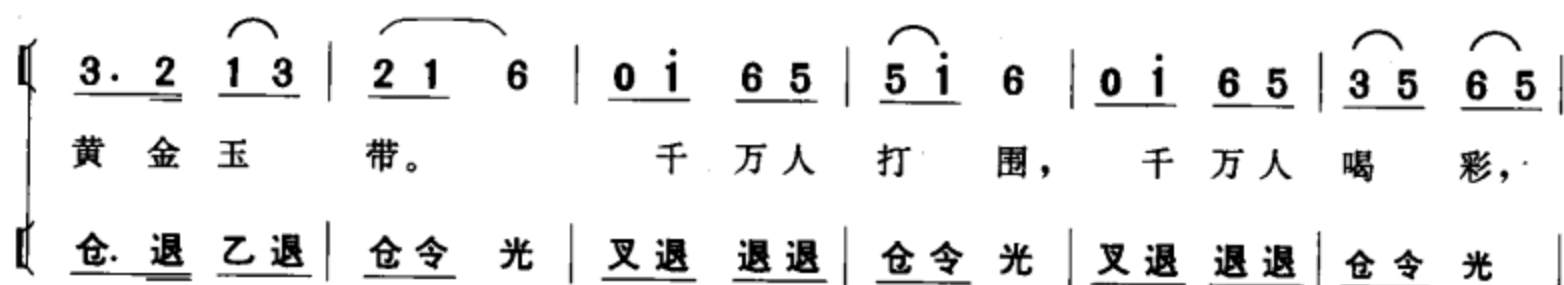 3. 2 1 3 | 2 1 6 | 0 i̇ 6 5 | 5 i̇ 6 | 0 i̇ 6 5 | 3 5 6 5 |
黄 金 玉 带。 千 万 人 打 围， 千 万 人 喝 彩，
仓. 退 乙 退 | 仓 令 光 | 叉 退 退 退 | 仓 令 光 | 叉 退 退 退 | 仓 令 光 |